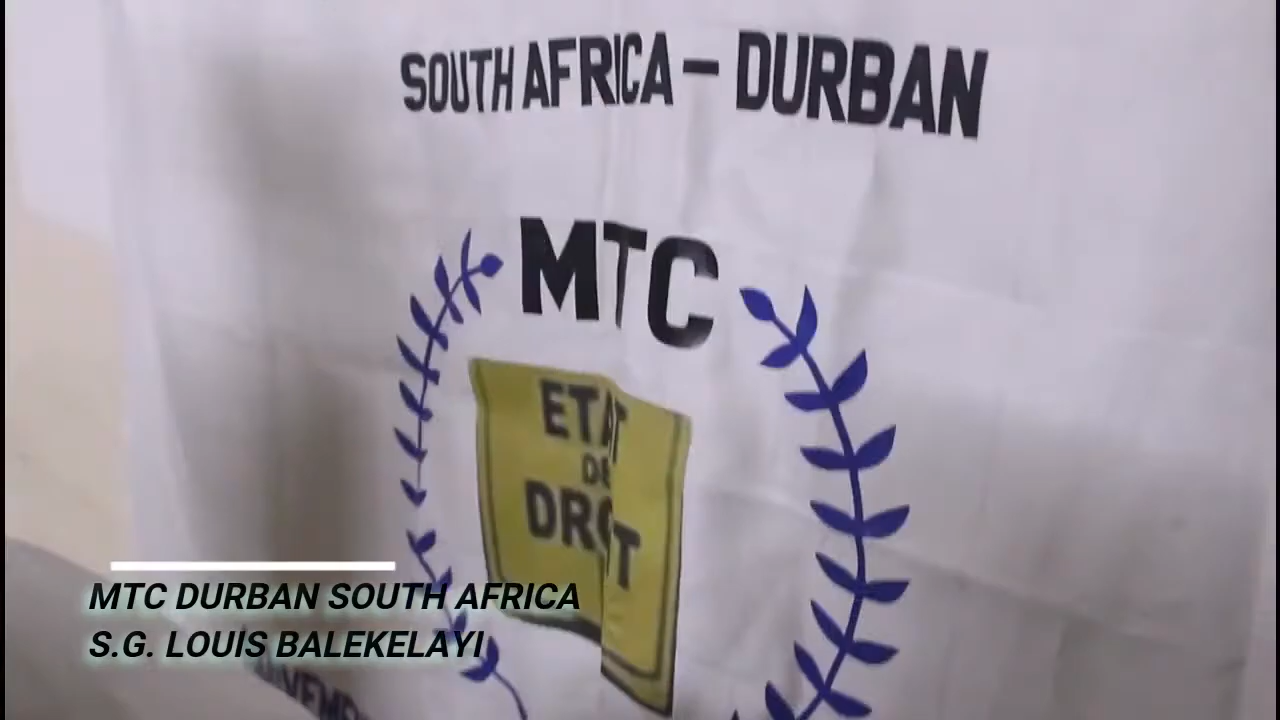 SOUTH AFRICA – DURBAN
MTC
ETAT
DE
DROIT
MTC DURBAN SOUTH AFRICA
S.G. LOUIS BALEKELAYI